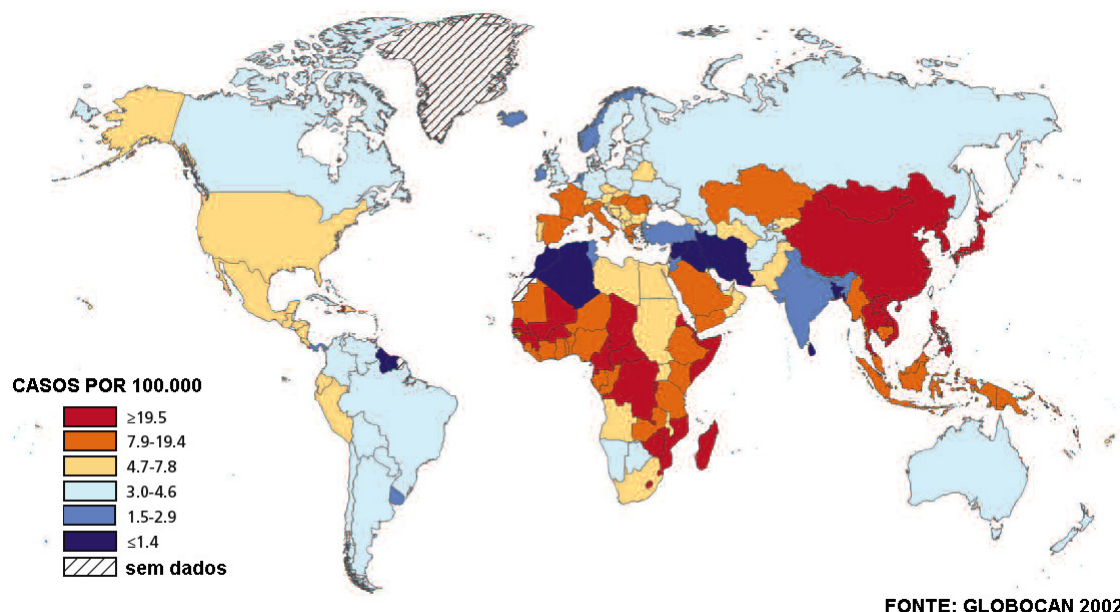 CASOS POR 100.000
≥19.5
7.9-19.4
4.7-7.8
3.0-4.6
1.5-2.9
≤1.4
sem dados
FONTE: GLOBOCAN 2002